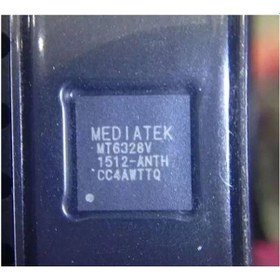 MEDIATEK
MT6328V
1512-ANTH
CC4AWTTQ